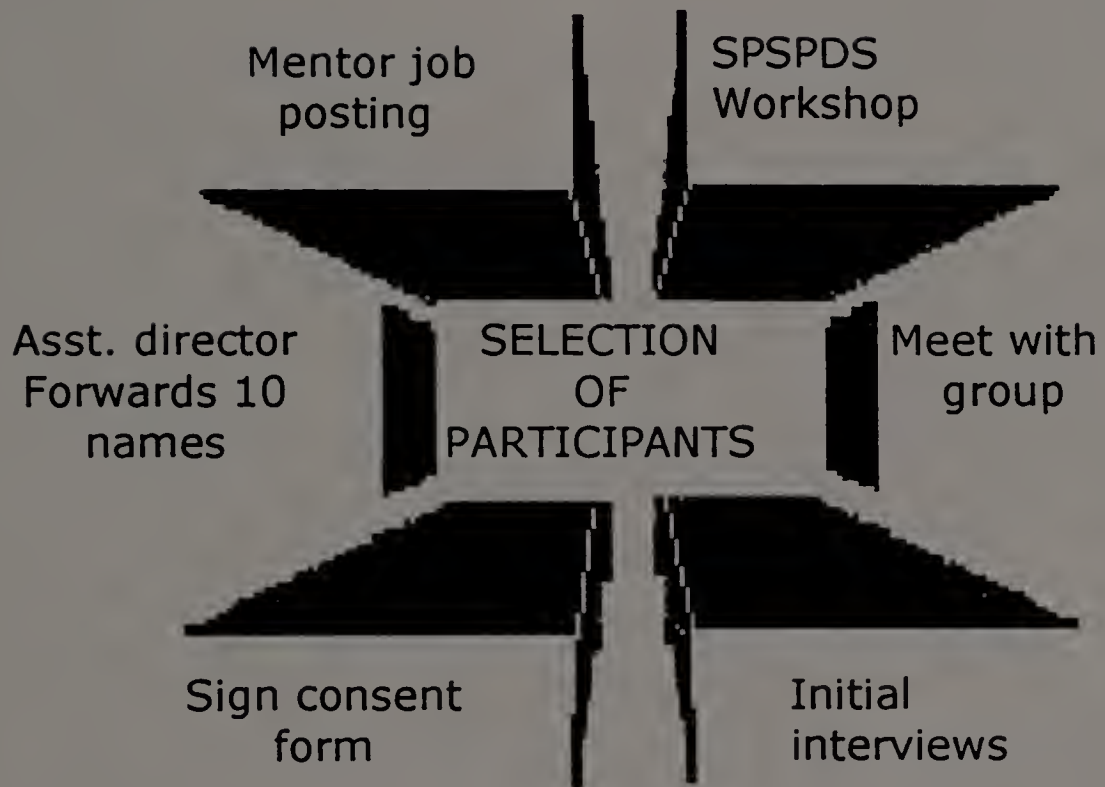 Mentor job
posting
SPSPDS
Workshop
Asst. director
Forwards 10
names
SELECTION
OF
PARTICIPANTS
Meet with
group
Sign consent
form
Initial
interviews